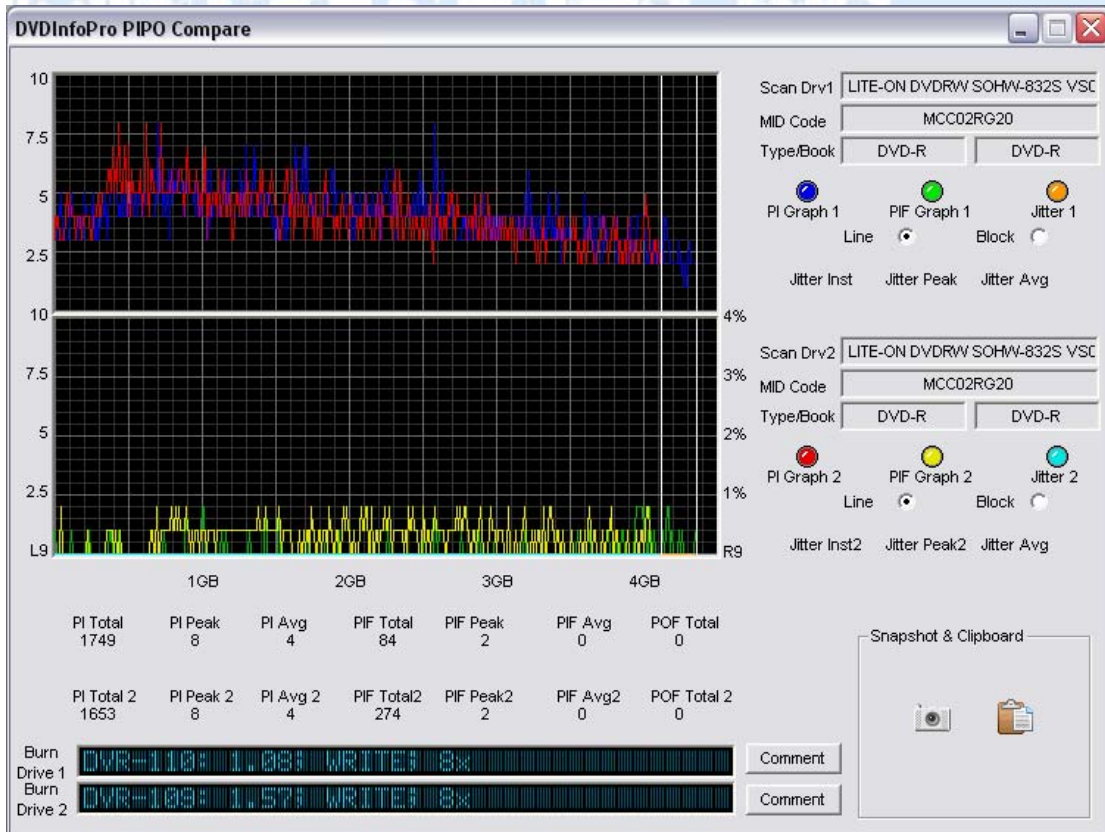 DVDInfoPro PIPO Compare
10
7.5
5
2.5
10
7.5
5
2.5
L9
4%
3%
2%
1%
R9
1GB 2GB 3GB 4GB
Scan Drv1 LITE-ON DVDRW SOHW-832S VS0
MID Code MCC02RG20
Type/Book DVD-R DVD-R
PI Graph 1 PIF Graph 1 Jitter 1
Line Block
Jitter Inst Jitter Peak Jitter Avg
Scan Drv2 LITE-ON DVDRW SOHW-832S VS0
MID Code MCC02RG20
Type/Book DVD-R DVD-R
PI Graph 2 PIF Graph 2 Jitter 2
Line Block
Jitter Inst2 Jitter Peak2 Jitter Avg
PI Total PI Peak PI Avg PIF Total PIF Peak PIF Avg POF Total
1749 8 4 84 2 0 0
PI Total 2 PI Peak 2 PI Avg 2 PIF Total2 PIF Peak2 PIF Avg2 POF Total 2
1653 8 4 274 2 0 0
Snapshot & Clipboard
Burn Drive 1 DVR-110: 1.08; WRITE; 8x Comment
Burn Drive 2 DVR-109: 1.57; WRITE; 8x Comment